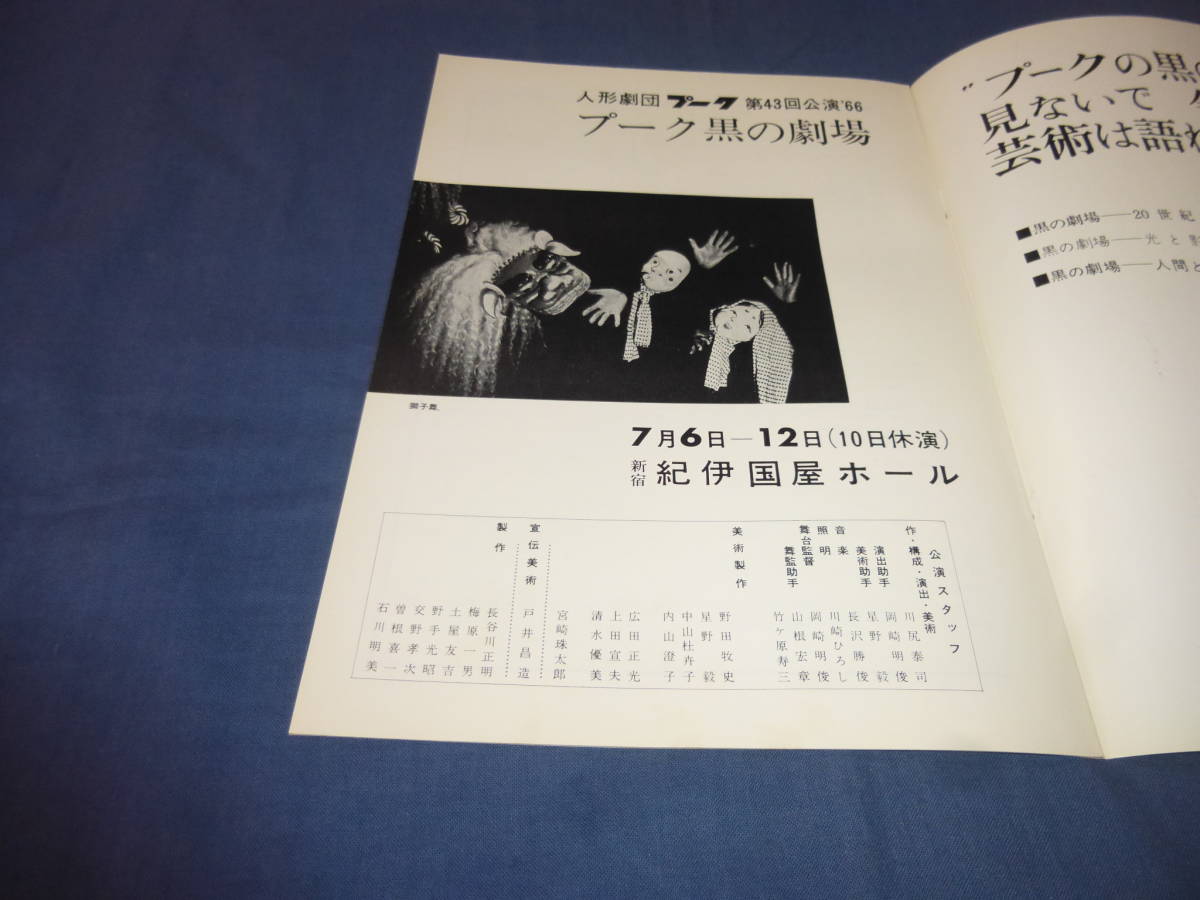 人形劇団 プーク 第43回公演'66
プーク黒の劇場
獅子舞
7月6日—12日(10日休演)
新宿 紀伊国屋ホール
公演スタッフ
作・構成・演出・美術 川尻泰司
演出助手 岡崎明俊
美術助手 星野毅
音楽 長沢勝俊
照明 川崎ひろし
舞台監督 岡崎明俊
舞監助手 山根宏章
竹ヶ原寿三
美術製作 野田牧史
星野毅
中山杜卉子
内山澄子
広田正光
上田宣夫
清水優美
宮崎珠太郎
宣伝美術 戸井昌造
製作 長谷川正明
梅原一男
土屋友吉
野手光昭
交野孝次
曽根喜一
石川明美
"プークの黒の
見ないで
芸術は語れ
■黒の劇場——20世紀
■黒の劇場——光と影
■黒の劇場——人間と